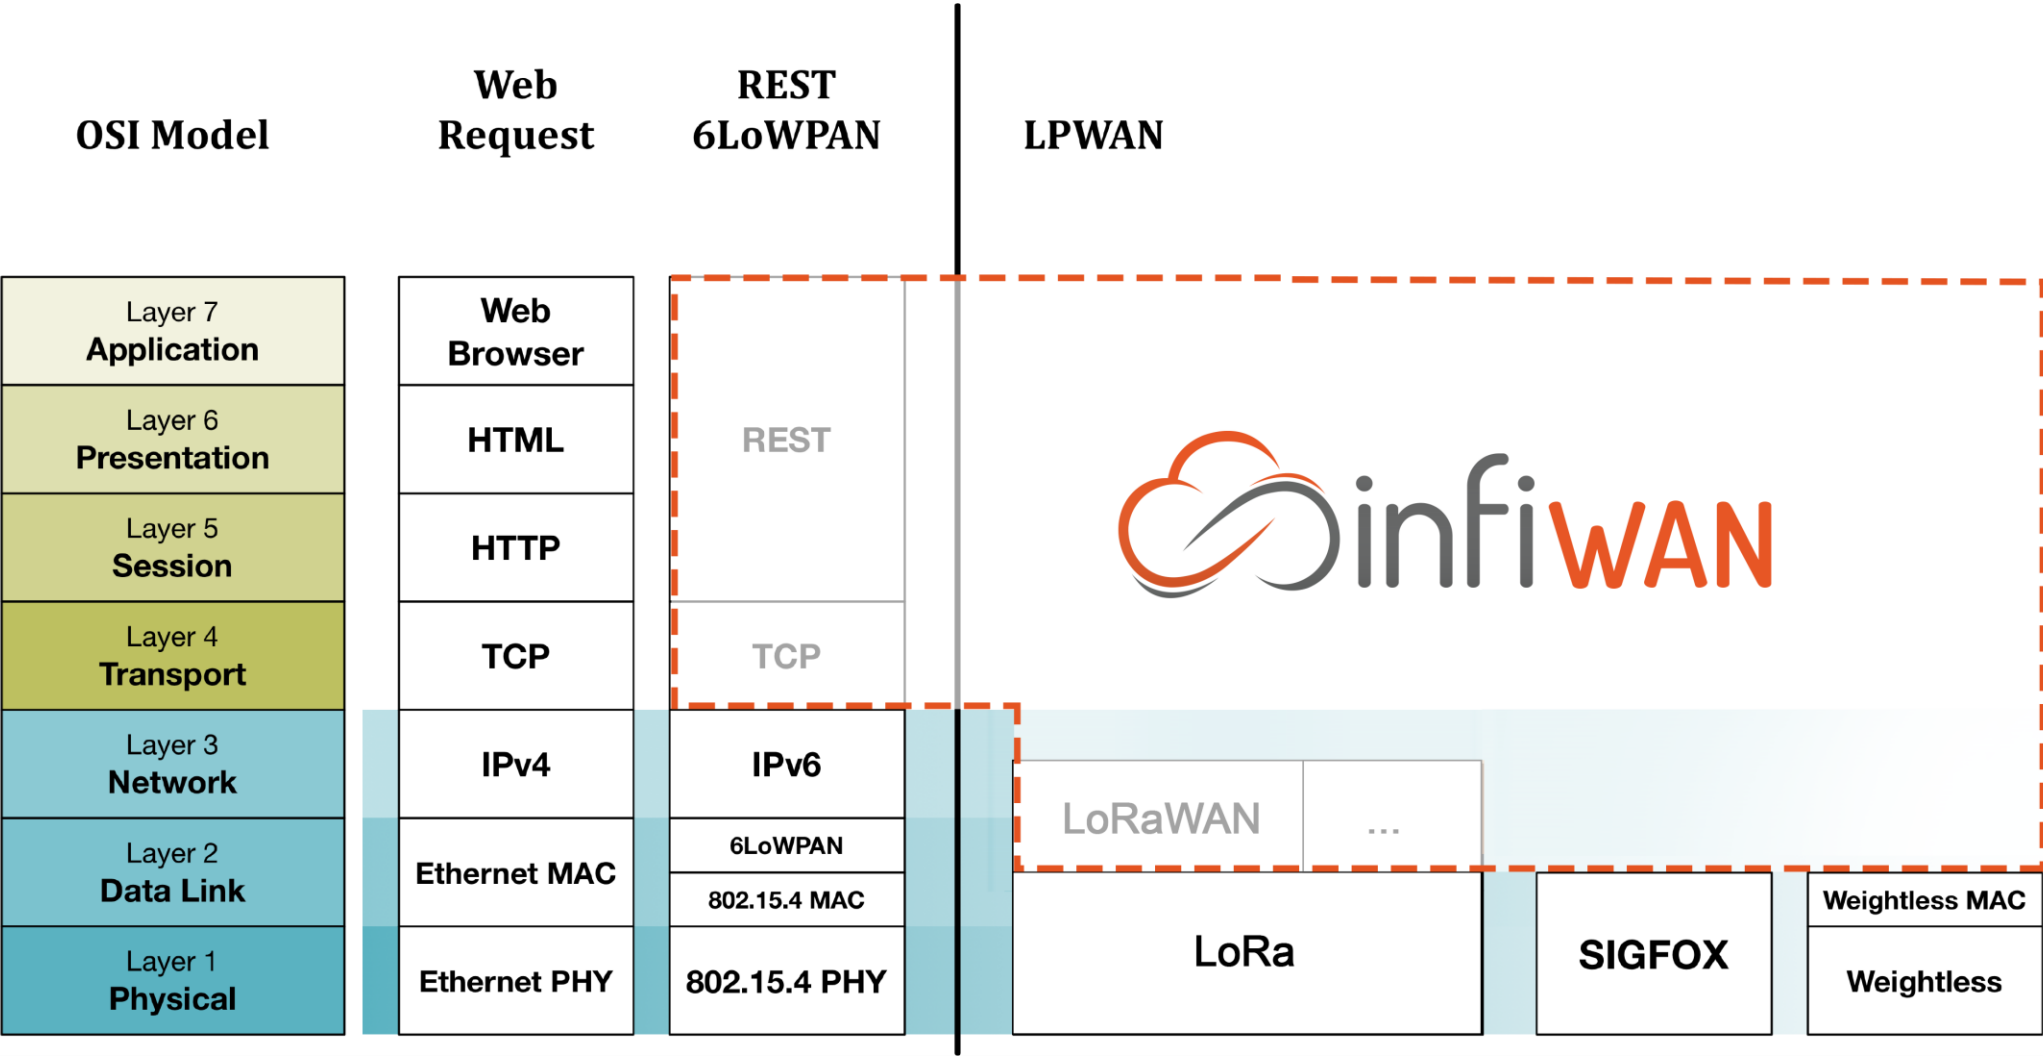 OSI Model
Web
Request
REST
6LoWPAN
LPWAN
Layer 7
Application
Layer 6
Presentation
Layer 5
Session
Layer 4
Transport
Layer 3
Network
Layer 2
Data Link
Layer 1
Physical
Web
Browser
HTML
HTTP
TCP
IPv4
Ethernet MAC
Ethernet PHY
REST
TCP
IPv6
6LoWPAN
802.15.4 MAC
802.15.4 PHY
infiWAN
LoRaWAN
...
LoRa
SIGFOX
Weightless MAC
Weightless